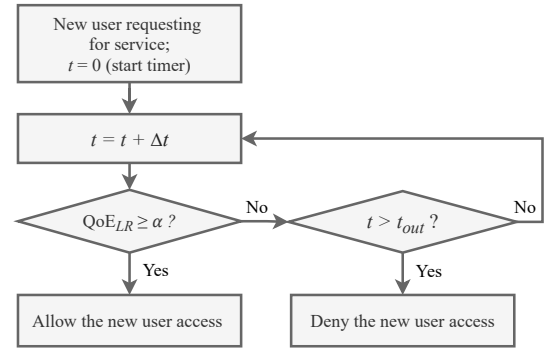 New user requesting
for service;
t = 0 (start timer)
t = t + Δt
QoE_LR ≥ α ?
No
t > t_out ?
No
Yes
Yes
Allow the new user access
Deny the new user access